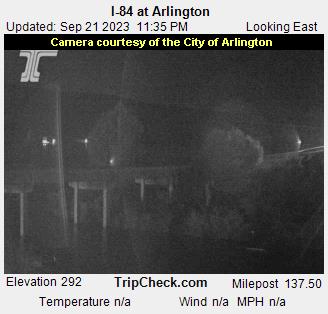 I-84 at Arlington
Updated: Sep 21 2023 11:35 PM Looking East
Camera courtesy of the City of Arlington
Elevation 292 TripCheck.com Milepost 137.50
Temperature n/a Wind n/a MPH n/a